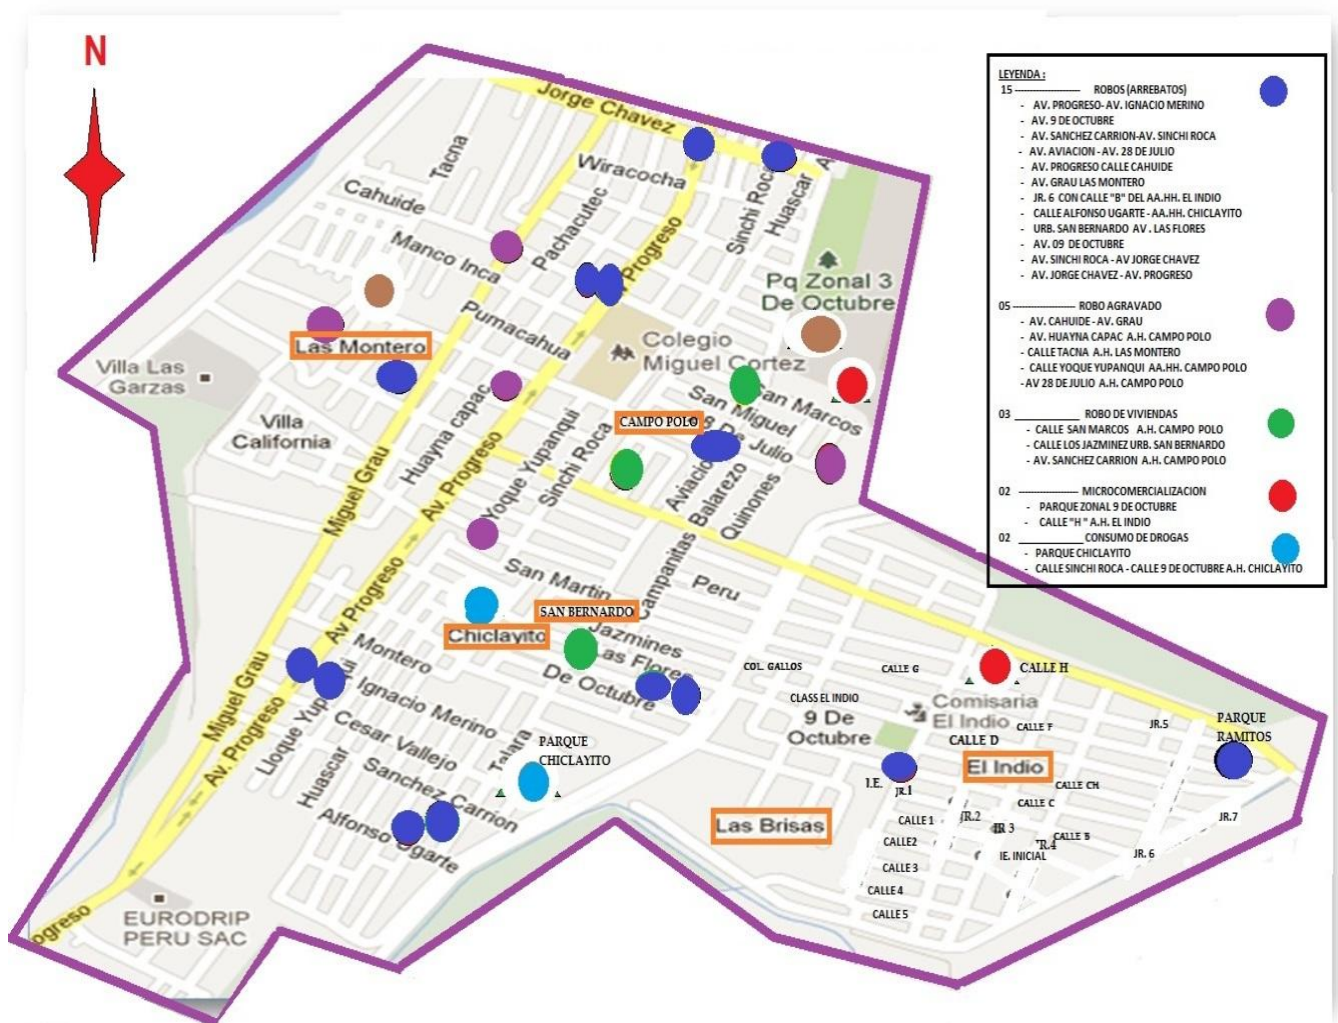 N
Jorge Chavez
Wiracocha
Tacna
Cahuide
Manco Inca
Pachacutec
Sinchi Roca
Huascar
Progreso
Pq Zonal 3
De Octubre
Pumacahua
Colegio
Miguel Cortez
Las Montero
Villa Las
Garzas
Villa
California
San Marcos
San Miguel
CAMPO POLO
8 De Julio
Huayna capac
Yoque Yupanqui
Sinchi Roca
Aviacio
Balarezo
Quinones
Miguel Grau
Av. Progreso
Campanitas
San Martin
Peru
SAN BERNARDO
Chiclayito
Jazmines
Las Flores
De Octubre
Av Progreso
Montero
Ignacio Merino
Cesar Vallejo
Sanchez Carrion
Alfonso Ugarte
Lloque Yupanqui
Huascar
Talara
PARQUE
CHICLAYITO
Miguel Grau
Av. Progreso
EURODRIP
PERU SAC
ogreso
COL. GALLOS
CALLE G
CALLE H
CLASS EL INDIO
Comisaria
El Indio
9 De
Octubre
CALLE F
CALLE D
JR.5
PARQUE
RAMITOS
El Indio
I.E.
JR.1
CALLE CH
CALLE C
Las Brisas
CALLE 1
JR.2
JR 3
JR.4
CALLE B
JR.7
CALLE2
IE. INICIAL
JR. 6
CALLE 3
CALLE 4
CALLE 5
LEYENDA :
15 ROBOS (ARREBATOS)
- AV. PROGRESO- AV. IGNACIO MERINO
- AV. 9 DE OCTUBRE
- AV. SANCHEZ CARRION-AV. SINCHI ROCA
- AV. AVIACION - AV. 28 DE JULIO
- AV. PROGRESO CALLE CAHUIDE
- AV. GRAU LAS MONTERO
- JR. 6 CON CALLE "B" DEL AA.HH. EL INDIO
- CALLE ALFONSO UGARTE - AA.HH. CHICLAYITO
- URB. SAN BERNARDO AV . LAS FLORES
- AV. 09 DE OCTUBRE
- AV. SINCHI ROCA - AV JORGE CHAVEZ
- AV. JORGE CHAVEZ - AV. PROGRESO
05 ROBO AGRAVADO
- AV. CAHUIDE - AV. GRAU
- AV. HUAYNA CAPAC A.H. CAMPO POLO
- CALLE TACNA A.H. LAS MONTERO
- CALLE YOQUE YUPANQUI AA.HH. CAMPO POLO
-AV 28 DE JULIO A.H. CAMPO POLO
03 ROBO DE VIVIENDAS
- CALLE SAN MARCOS A.H. CAMPO POLO
- CALLE LOS JAZMINEZ URB. SAN BERNARDO
- AV. SANCHEZ CARRION A.H. CAMPO POLO
02 MICROCOMERCIALIZACION
- PARQUE ZONAL 9 DE OCTUBRE
- CALLE "H" A.H. EL INDIO
02 CONSUMO DE DROGAS
- PARQUE CHICLAYITO
- CALLE SINCHI ROCA - CALLE 9 DE OCTUBRE A.H. CHICLAYITO